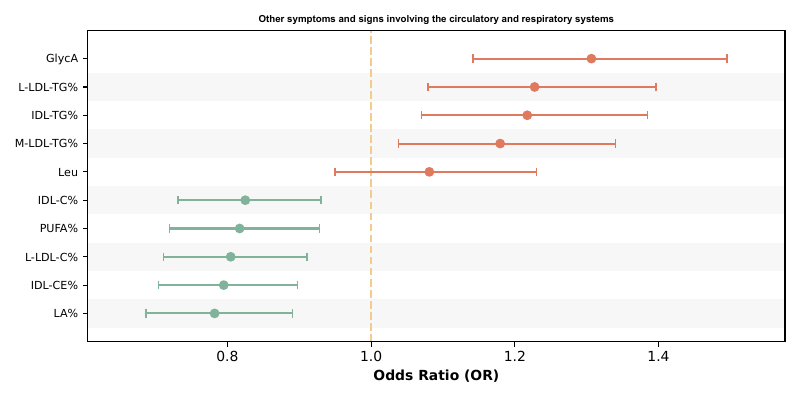 Other symptoms and signs involving the circulatory and respiratory systems
GlycA
L-LDL-TG%
IDL-TG%
M-LDL-TG%
Leu
IDL-C%
PUFA%
L-LDL-C%
IDL-CE%
LA%
0.8 1.0 1.2 1.4
Odds Ratio (OR)